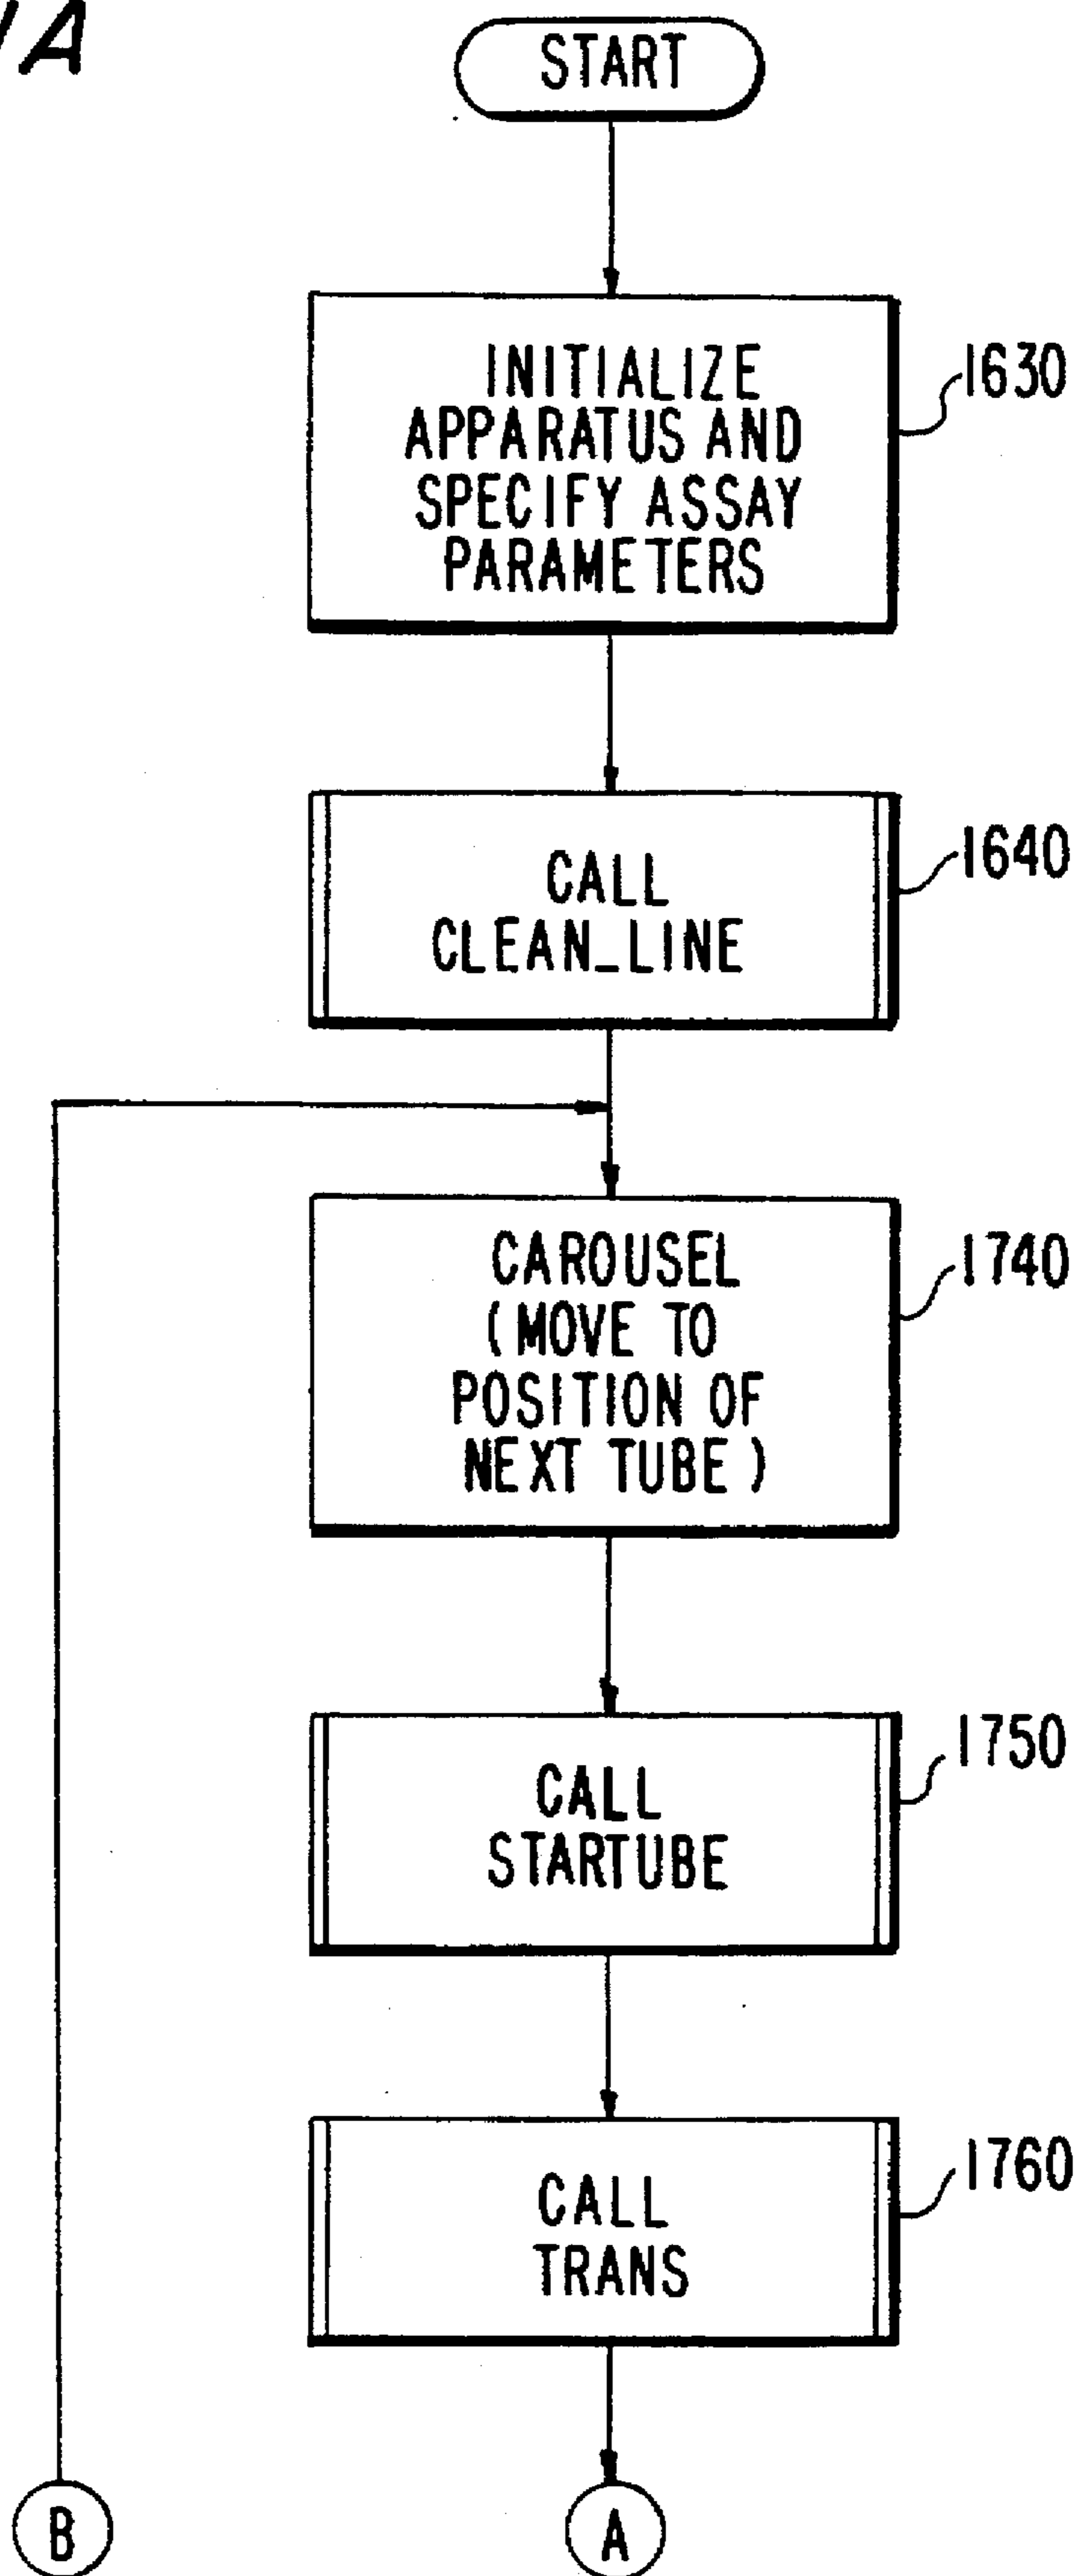 A
START
INITIALIZE
APPARATUS AND
SPECIFY ASSAY
PARAMETERS
1630
CALL
CLEAN_LINE
1640
CAROUSEL
(MOVE TO
POSITION OF
NEXT TUBE)
1740
CALL
STARTUBE
1750
CALL
TRANS
1760
B
A